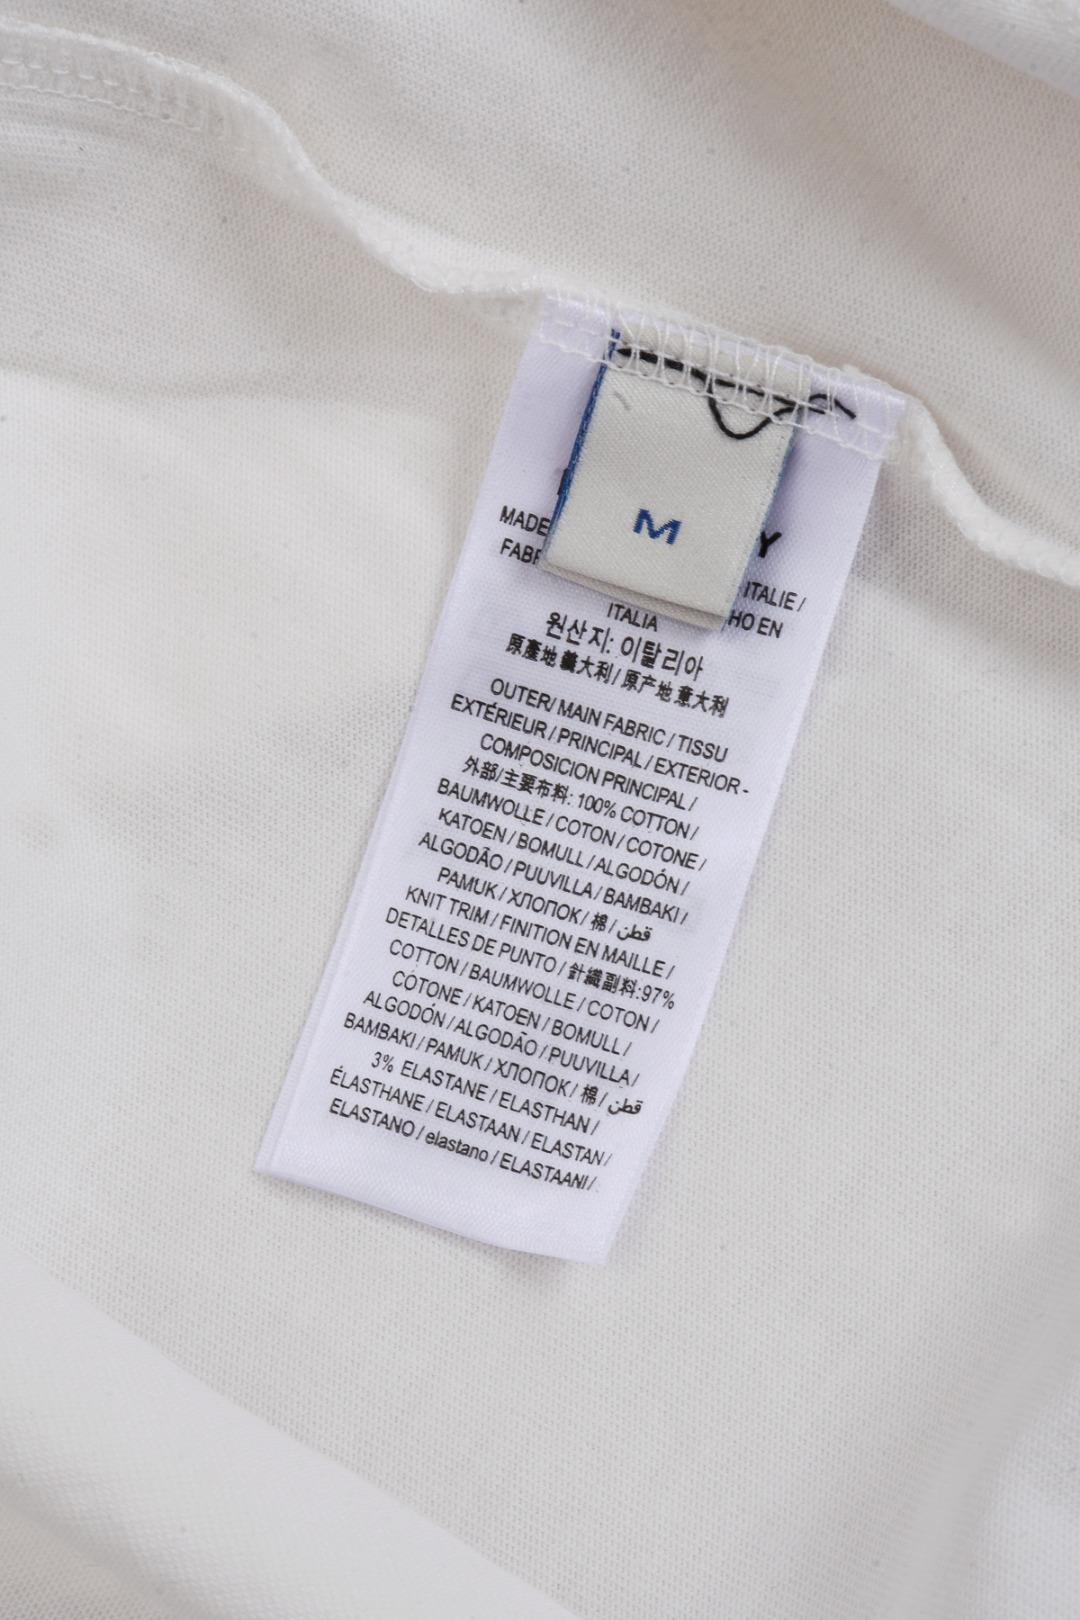 M
Y
MADE ITALIE /
FABR HO EN
ITALIA
원산지: 이탈리아
原產地 義大利 / 原产地 意大利
OUTER/ MAIN FABRIC / TISSU
EXTÉRIEUR / PRINCIPAL / EXTERIOR -
COMPOSICION PRINCIPAL /
外部/主要布料: 100% COTTON /
BAUMWOLLE / COTON / COTONE /
KATOEN / BOMULL / ALGODÓN /
ALGODÃO / PUUVILLA / BAMBAKI /
PAMUK / ХЛОПОК / 棉 / قطن
KNIT TRIM / FINITION EN MAILLE /
DETALLES DE PUNTO / 針織副料:97%
COTTON / BAUMWOLLE / COTON /
COTONE / KATOEN / BOMULL /
ALGODÓN / ALGODÃO / PUUVILLA /
BAMBAKI / PAMUK / ХЛОПОК / 棉 / قطن
3% ELASTANE / ELASTHAN /
ÉLASTHANE / ELASTAAN / ELASTAN /
ELASTANO / elastano / ELASTAANI /